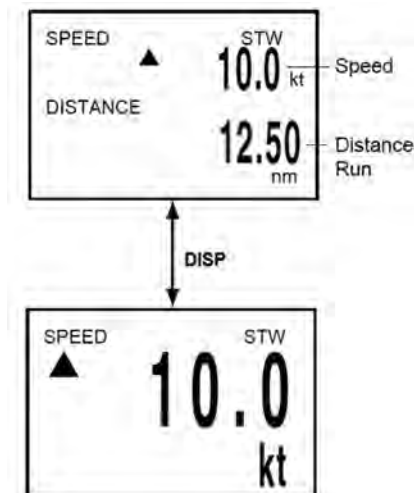 SPEED STW
▲ 10.0 kt Speed
DISTANCE
12.50 Distance
nm Run
DISP
SPEED STW
▲ 10.0
kt